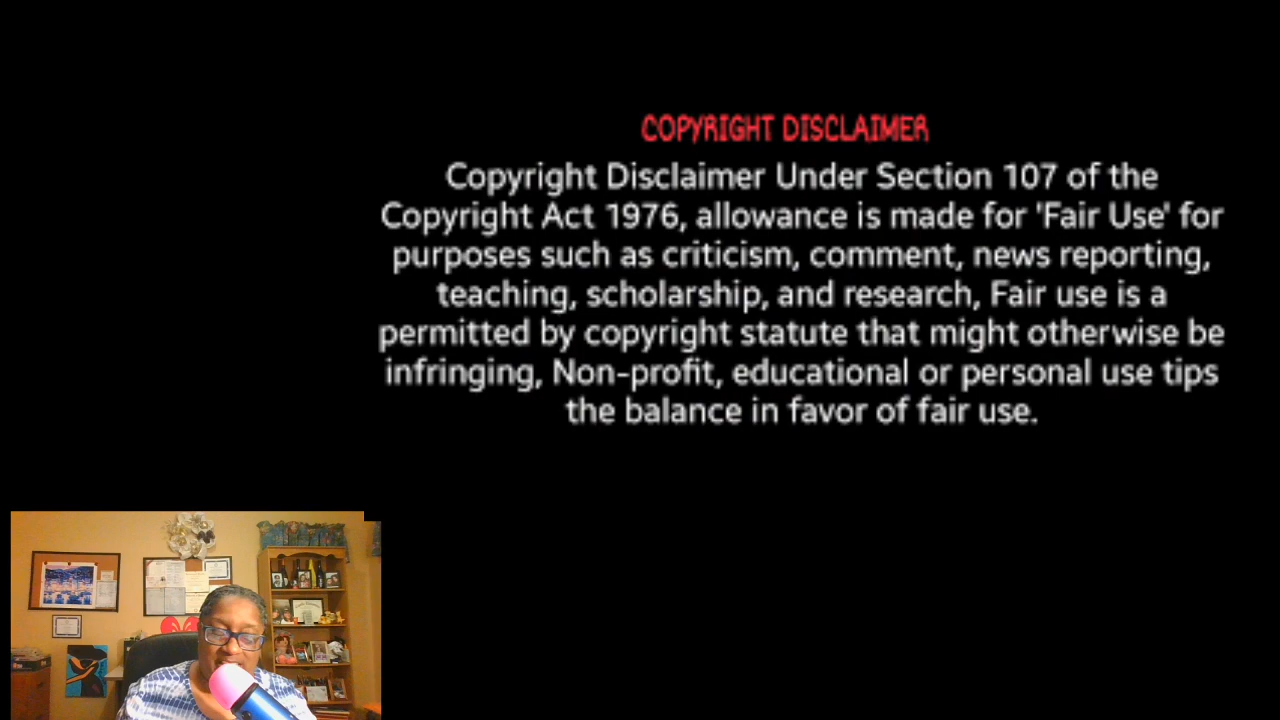 COPYRIGHT DISCLAIMER
Copyright Disclaimer Under Section 107 of the
Copyright Act 1976, allowance is made for 'Fair Use' for
purposes such as criticism, comment, news reporting,
teaching, scholarship, and research, Fair use is a
permitted by copyright statute that might otherwise be
infringing, Non-profit, educational or personal use tips
the balance in favor of fair use.